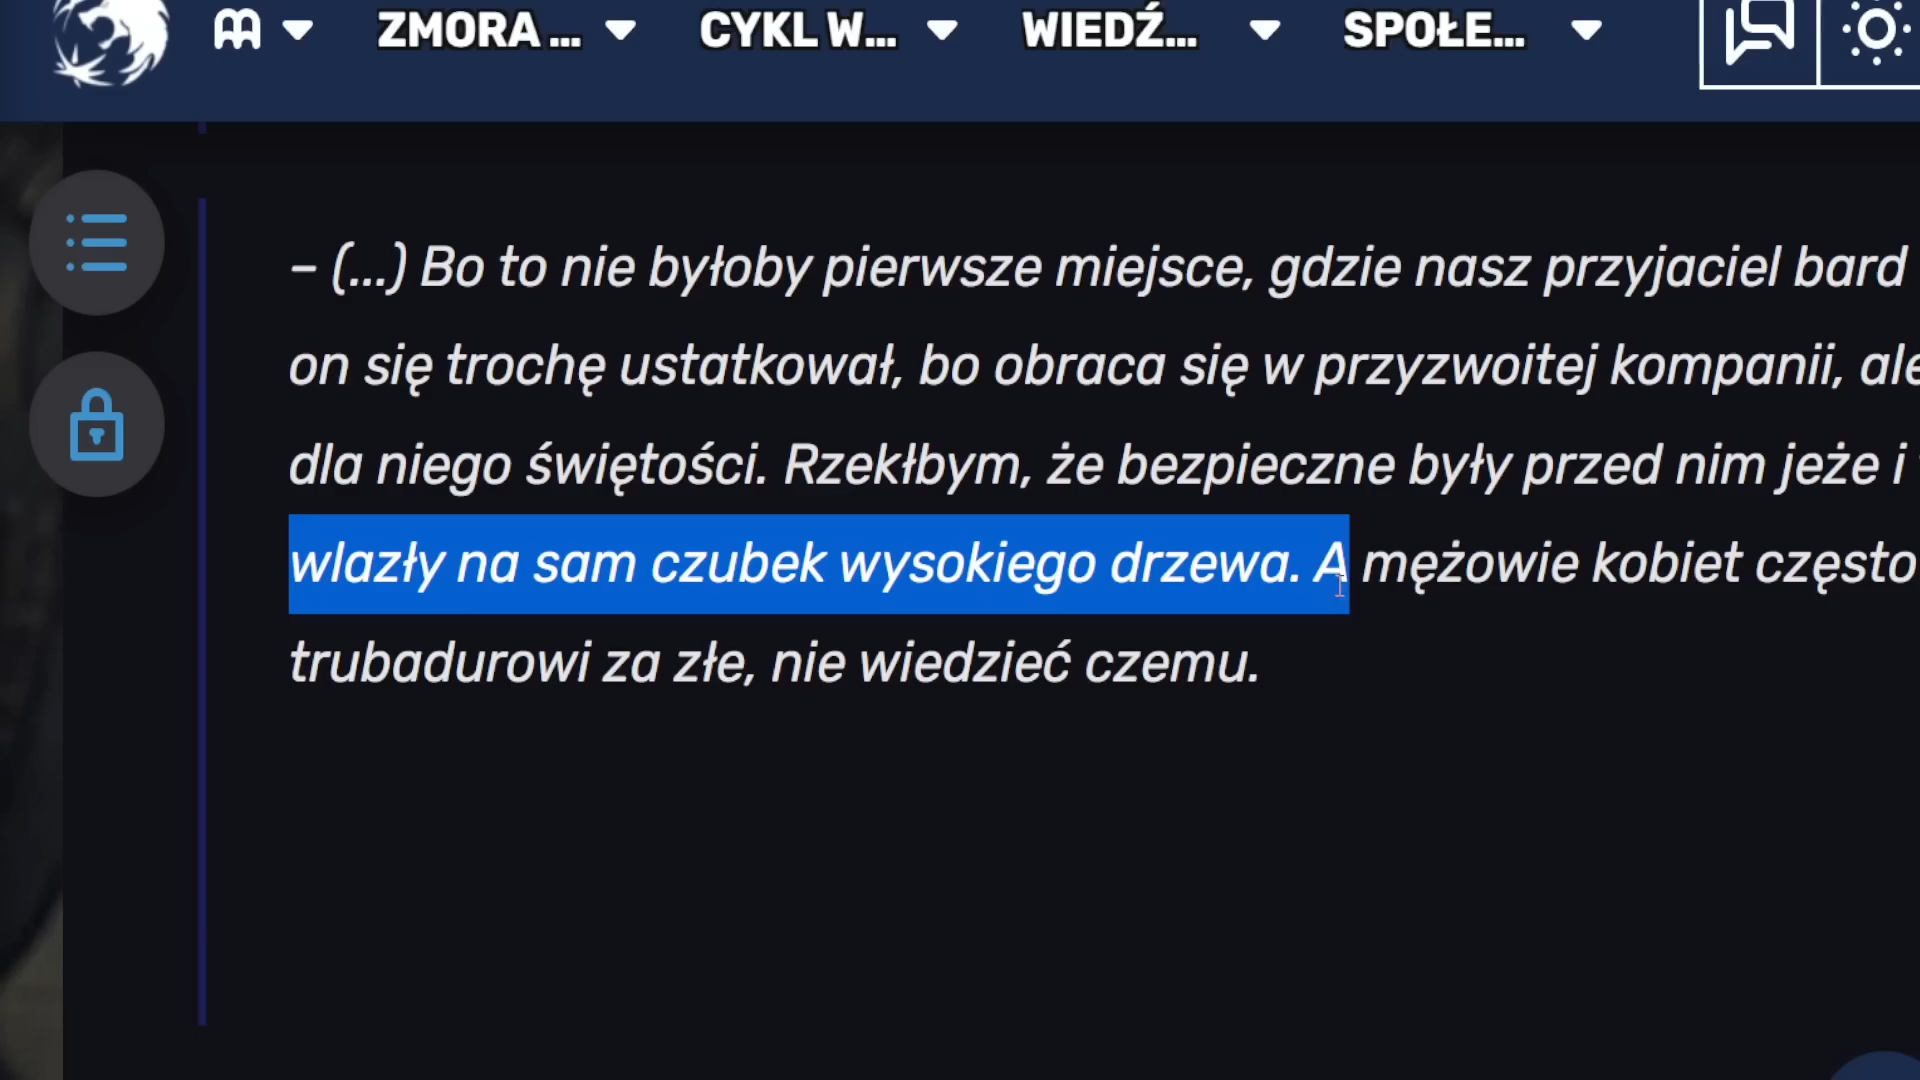 ZMORA ... CYKL W... WIEDŹ... SPOŁE...
– (...) Bo to nie byłoby pierwsze miejsce, gdzie nasz przyjaciel bard
on się trochę ustatkował, bo obraca się w przyzwoitej kompanii, ale
dla niego świętości. Rzekłbym, że bezpieczne były przed nim jeże i
wlazły na sam czubek wysokiego drzewa. A mężowie kobiet często
trubadurowi za złe, nie wiedzieć czemu.